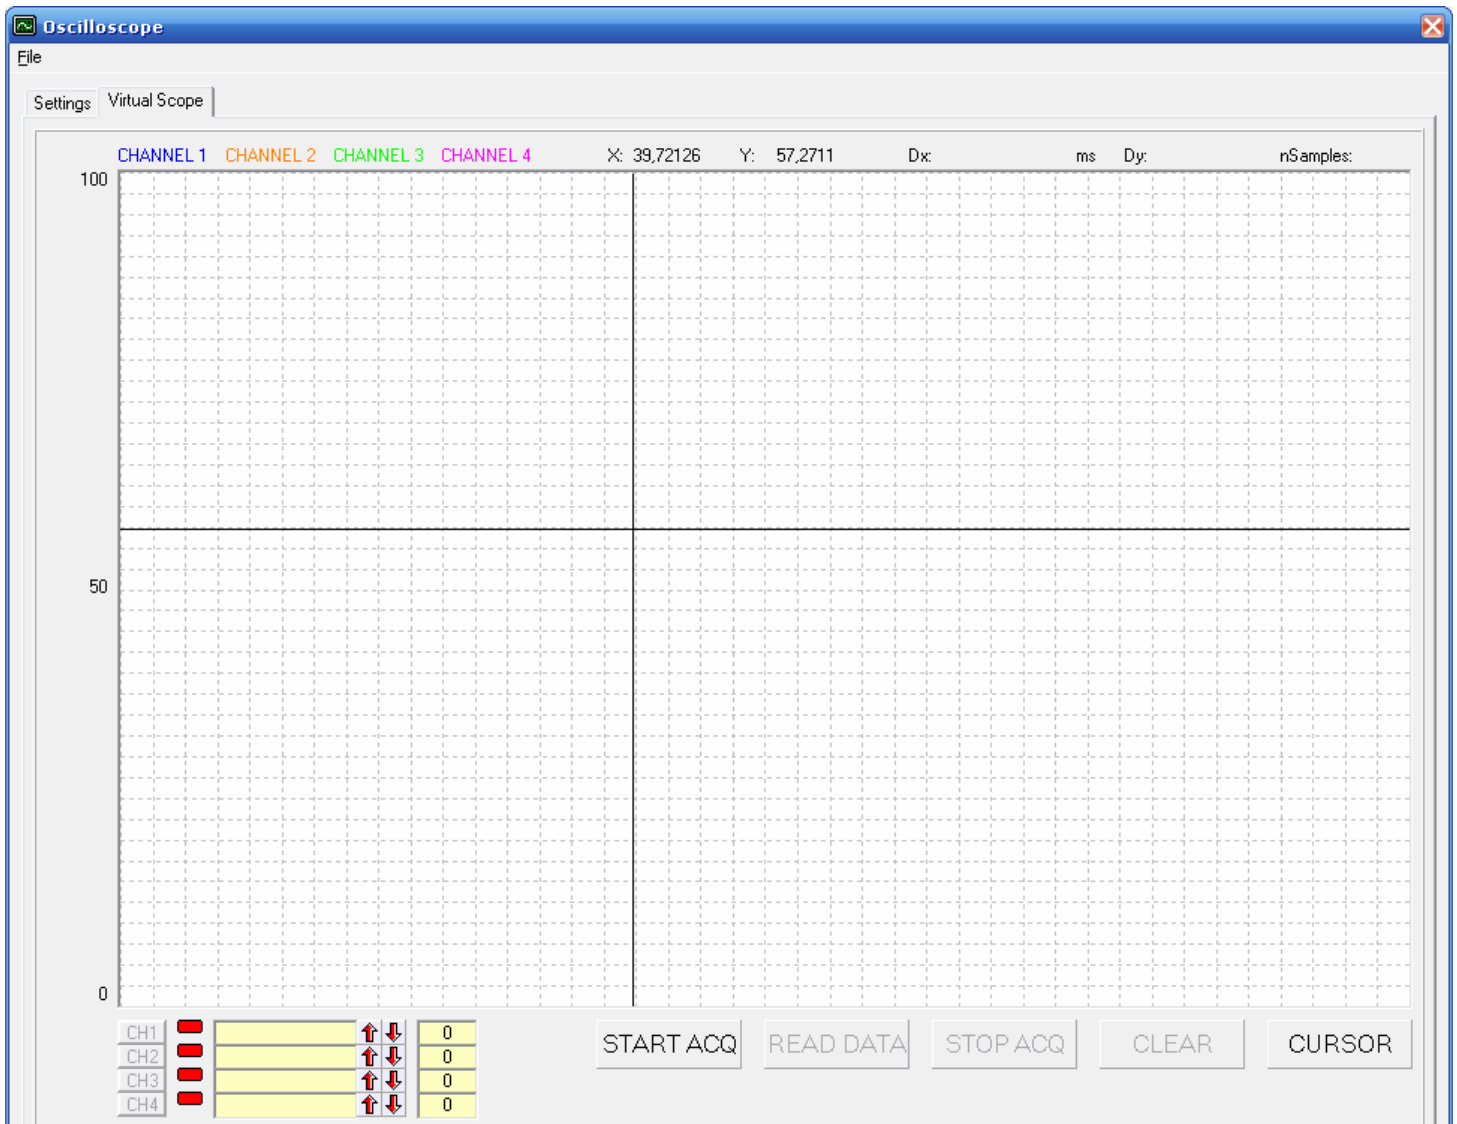 Oscilloscope
File
Settings Virtual Scope
CHANNEL 1 CHANNEL 2 CHANNEL 3 CHANNEL 4 X: 39,72126 Y: 57,2711 Dx: ms Dy: nSamples:
100
50
0
CH1 0
CH2 0
CH3 0
CH4 0
START ACQ READ DATA STOP ACQ CLEAR CURSOR